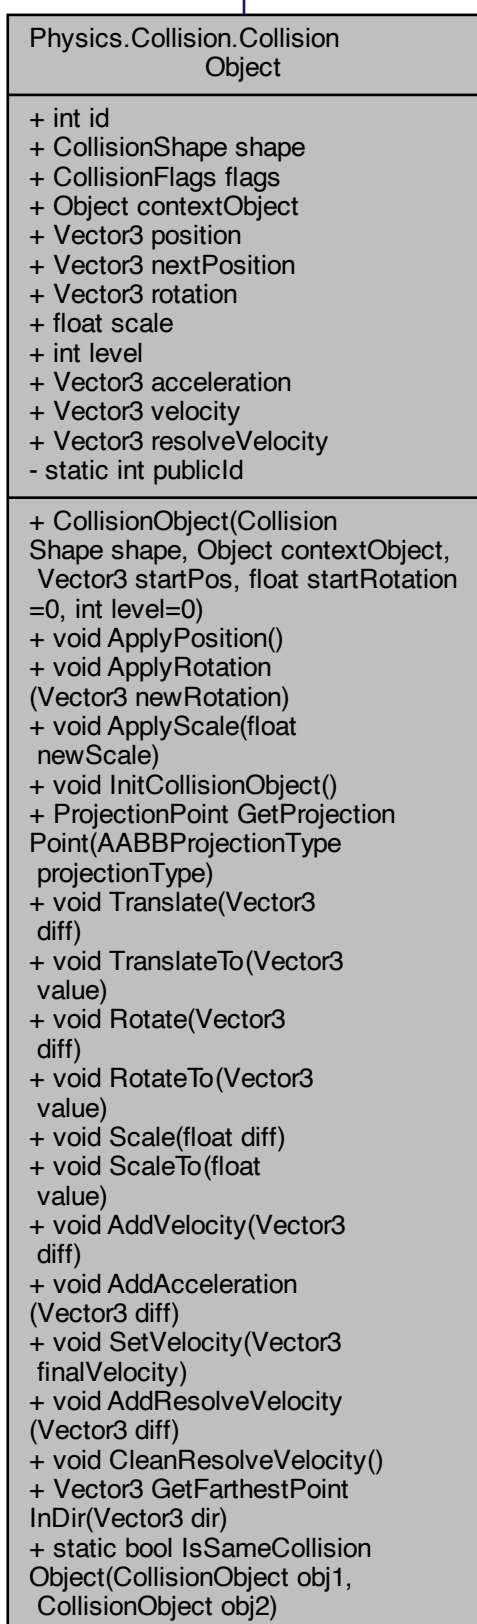 Physics.Collision.Collision
Object
+ int id
+ CollisionShape shape
+ CollisionFlags flags
+ Object contextObject
+ Vector3 position
+ Vector3 nextPosition
+ Vector3 rotation
+ float scale
+ int level
+ Vector3 acceleration
+ Vector3 velocity
+ Vector3 resolveVelocity
- static int publicId
+ CollisionObject(Collision
Shape shape, Object contextObject,
Vector3 startPos, float startRotation
=0, int level=0)
+ void ApplyPosition()
+ void ApplyRotation
(Vector3 newRotation)
+ void ApplyScale(float
newScale)
+ void InitCollisionObject()
+ ProjectionPoint GetProjection
Point(AABBProjectionType
projectionType)
+ void Translate(Vector3
diff)
+ void TranslateTo(Vector3
value)
+ void Rotate(Vector3
diff)
+ void RotateTo(Vector3
value)
+ void Scale(float diff)
+ void ScaleTo(float
value)
+ void AddVelocity(Vector3
diff)
+ void AddAcceleration
(Vector3 diff)
+ void SetVelocity(Vector3
finalVelocity)
+ void AddResolveVelocity
(Vector3 diff)
+ void CleanResolveVelocity()
+ Vector3 GetFarthestPoint
InDir(Vector3 dir)
+ static bool IsSameCollision
Object(CollisionObject obj1,
CollisionObject obj2)